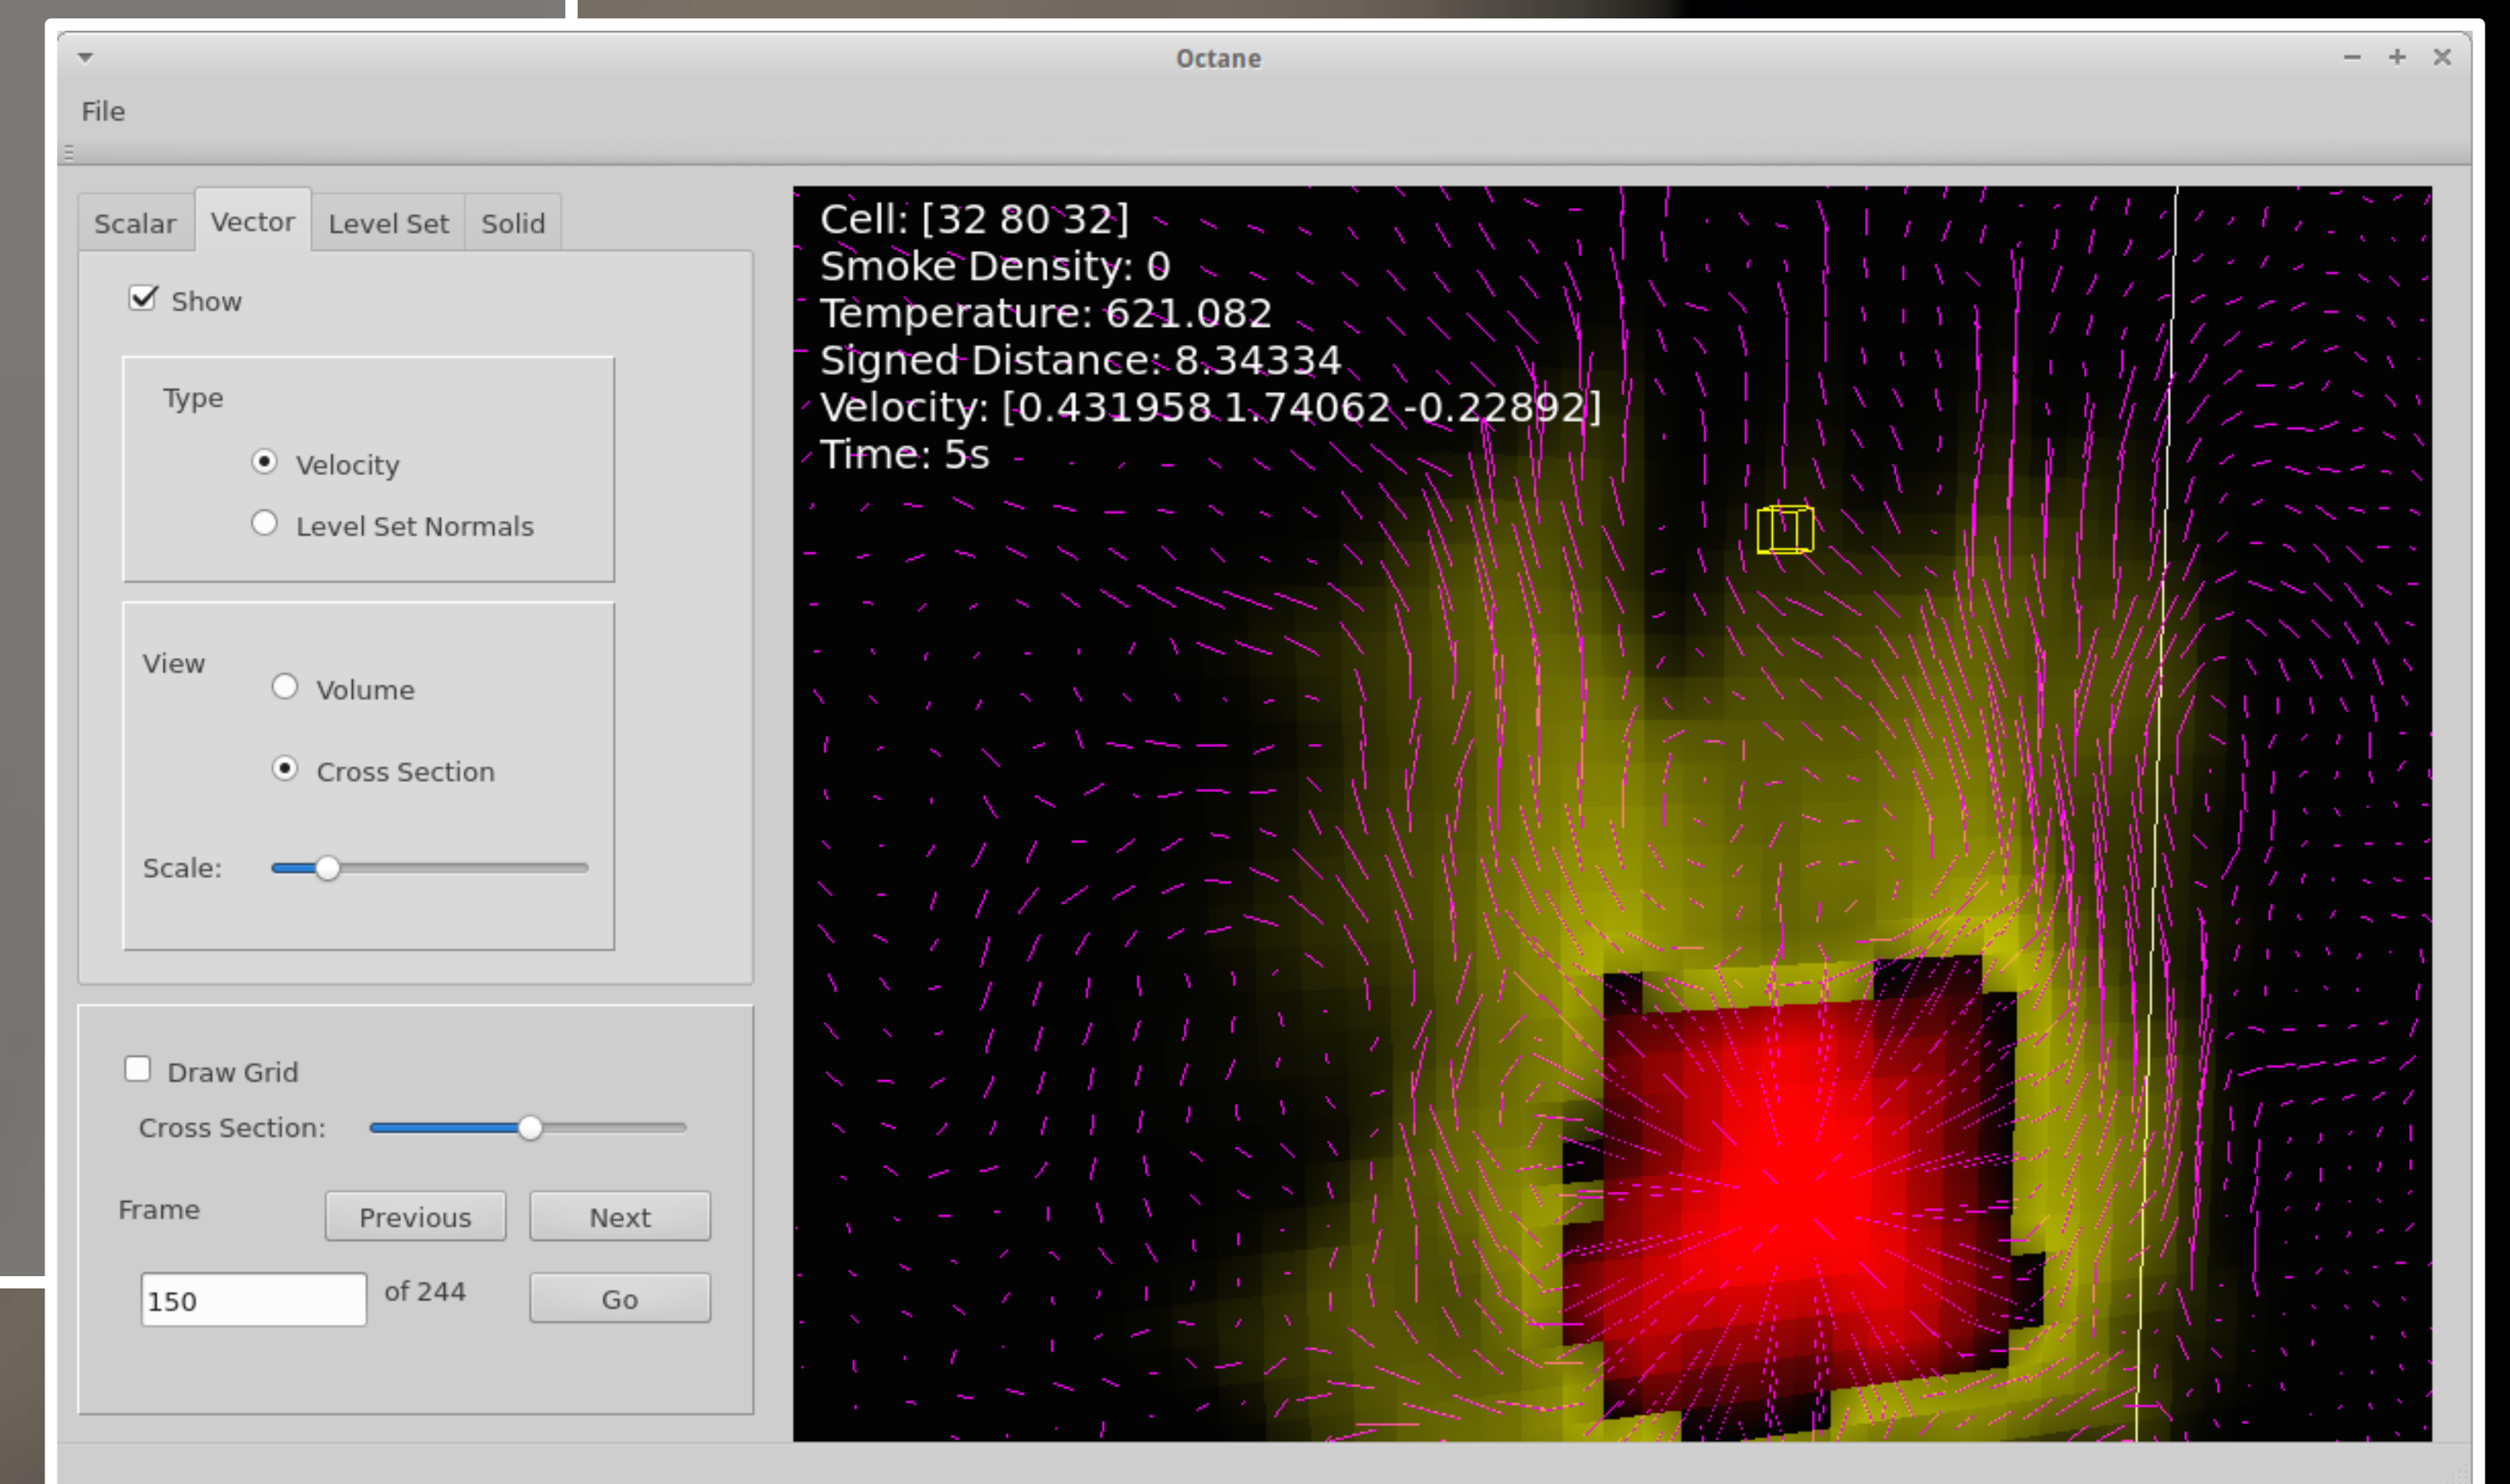 Octane
File
Scalar Vector Level Set Solid
Show
Type
Velocity
Level Set Normals
View
Volume
Cross Section
Scale:
Draw Grid
Cross Section:
Frame Previous Next
150 of 244 Go
Cell: [32 80 32]
Smoke Density: 0
Temperature: 621.082
Signed Distance: 8.34334
Velocity: [0.431958 1.74062 -0.22892]
Time: 5s